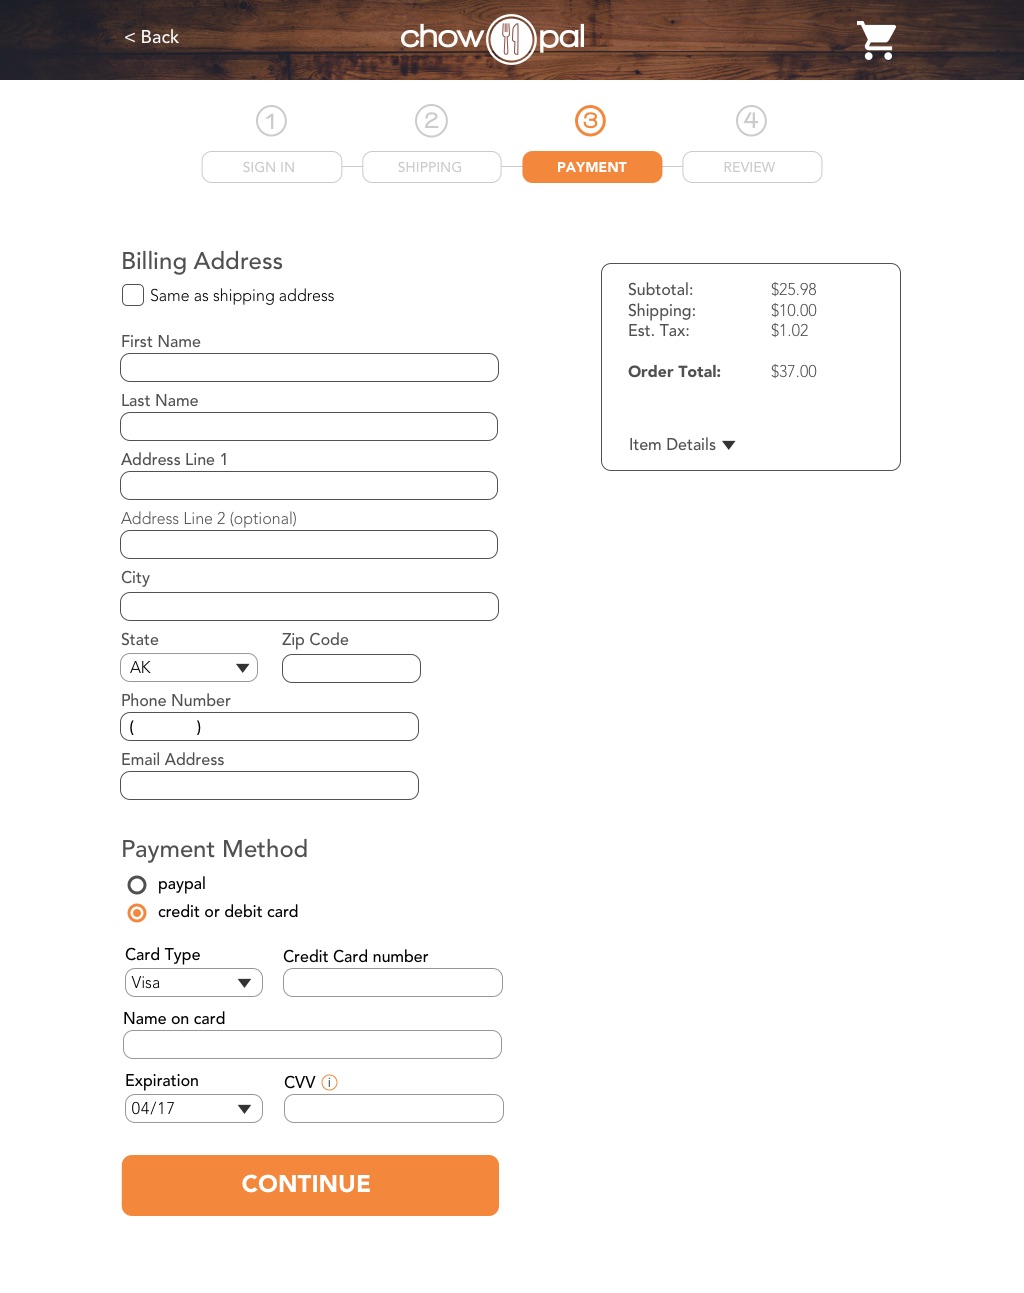 < Back
chow pal
1 2 3 4
SIGN IN SHIPPING PAYMENT REVIEW
Billing Address
Same as shipping address
First Name
Last Name
Address Line 1
Address Line 2 (optional)
City
State Zip Code
AK
Phone Number
( )
Email Address
Payment Method
paypal
credit or debit card
Card Type Credit Card number
Visa
Name on card
Expiration CVV i
04/17
CONTINUE
Subtotal: $25.98
Shipping: $10.00
Est. Tax: $1.02
Order Total: $37.00
Item Details